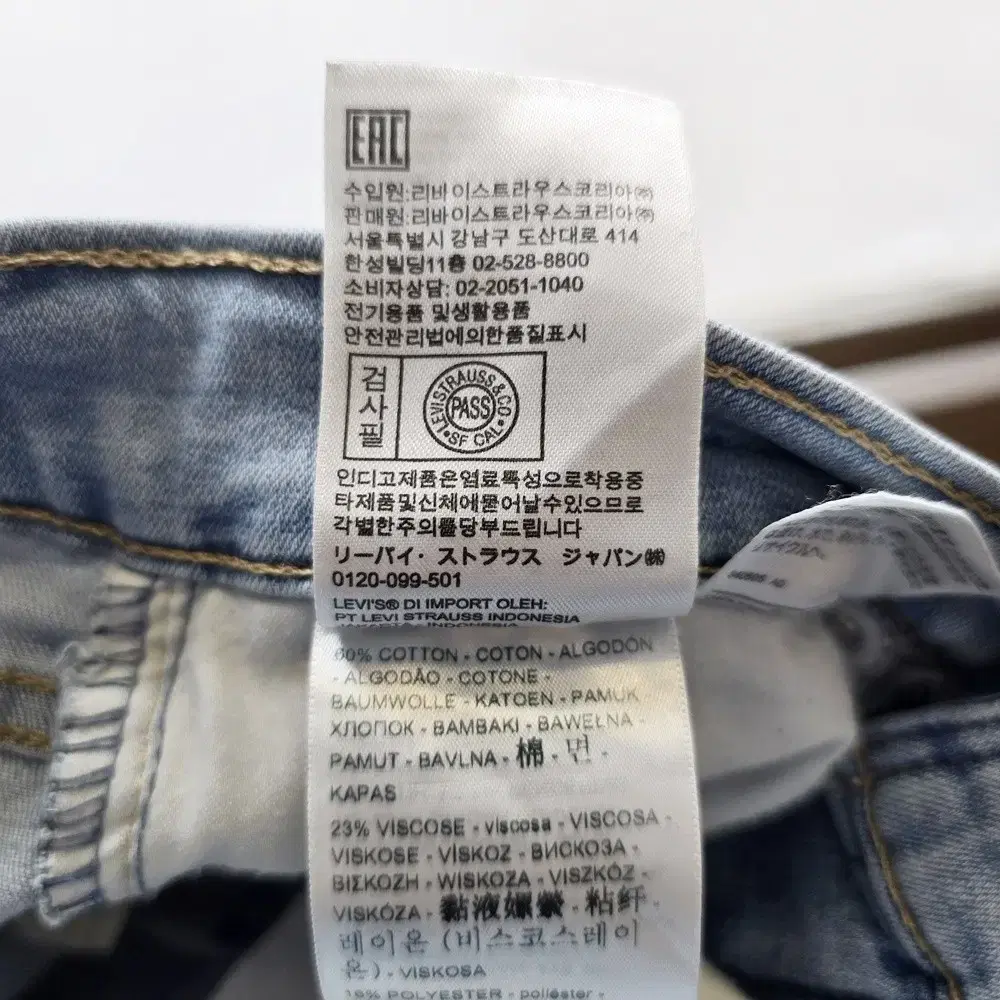 EAC
수입원:리바이스트라우스코리아㈜
판매원:리바이스트라우스코리아㈜
서울특별시 강남구 도산대로 414
한성빌딩11층 02-528-8800
소비자상담: 02-2051-1040
전기용품 및생활용품
안전관리법에의한품질표시
검사필
LEVI STRAUSS & CO
PASS
SF CAL
인디고제품은염료특성으로착용중
타제품및신체에묻어날수있으므로
각별한주의를당부드립니다
リーバイ・ストラウス ジャパン㈱
0120-099-501
LEVI'S® DI IMPORT OLEH:
PT LEVI STRAUSS INDONESIA
JAKARTA - INDONESIA
60% COTTON - COTON - ALGODÓN
- ALGODÃO - COTONE -
BAUMWOLLE - KATOEN - PAMUK -
ХЛОПОК - BAMBAKI - BAWEŁNA -
PAMUT - BAVLNA - 棉 - 면 -
KAPAS
23% VISCOSE - viscosa - VISCOSA -
VISKOSE - VİSKOZ - ВИСКОЗА -
ΒΙΣΚΟΖΗ - WISKOZA - VISZKÓZ -
VISKÓZA - 黏液嫘縈 - 粘纤 -
레이온 (비스코스레이
온) - VISKOSA
POLYESTER - poliéster -